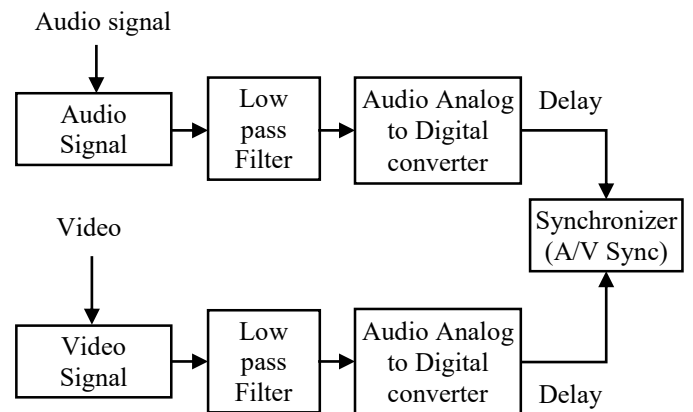 Audio signal
Audio
Signal
Low
pass
Filter
Audio Analog
to Digital
converter
Delay
Synchronizer
(A/V Sync)
Video
Video
Signal
Low
pass
Filter
Audio Analog
to Digital
converter
Delay